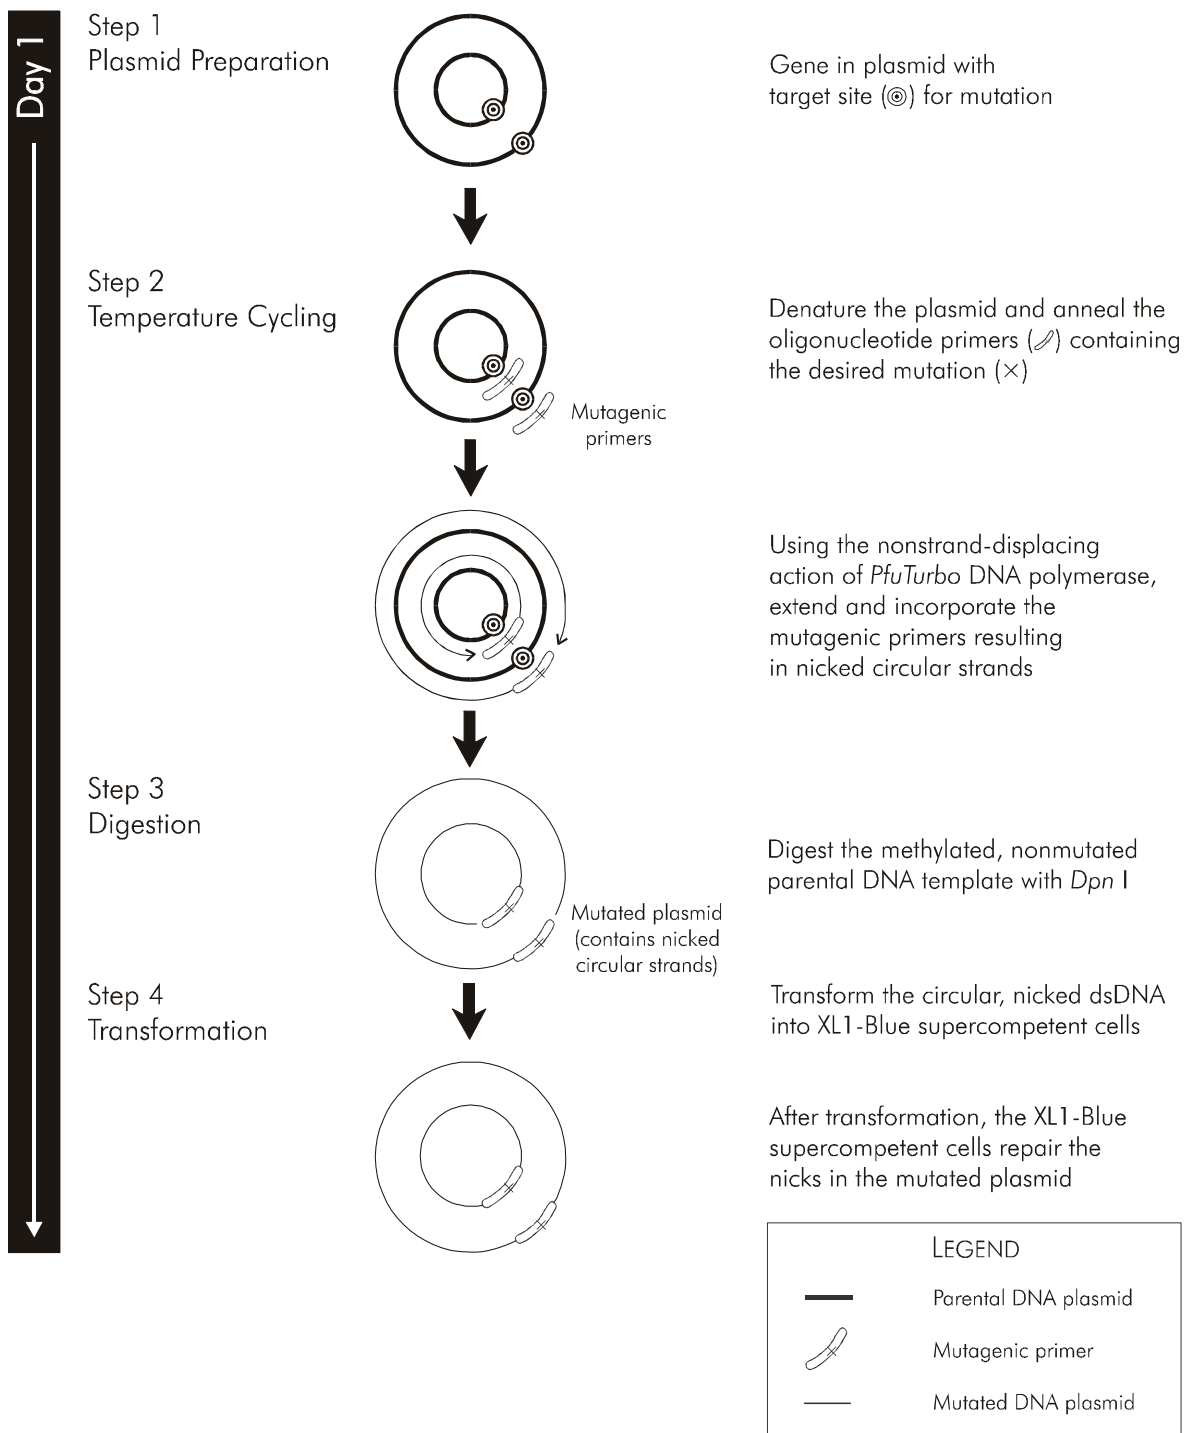 Day 1
Step 1
Plasmid Preparation
Gene in plasmid with
target site (◎) for mutation
Step 2
Temperature Cycling
Denature the plasmid and anneal the
oligonucleotide primers () containing
the desired mutation (×)
Mutagenic
primers
Using the nonstrand-displacing
action of PfuTurbo DNA polymerase,
extend and incorporate the
mutagenic primers resulting
in nicked circular strands
Step 3
Digestion
Digest the methylated, nonmutated
parental DNA template with Dpn I
Mutated plasmid
(contains nicked
circular strands)
Step 4
Transformation
Transform the circular, nicked dsDNA
into XL1-Blue supercompetent cells
After transformation, the XL1-Blue
supercompetent cells repair the
nicks in the mutated plasmid
LEGEND
Parental DNA plasmid
Mutagenic primer
Mutated DNA plasmid